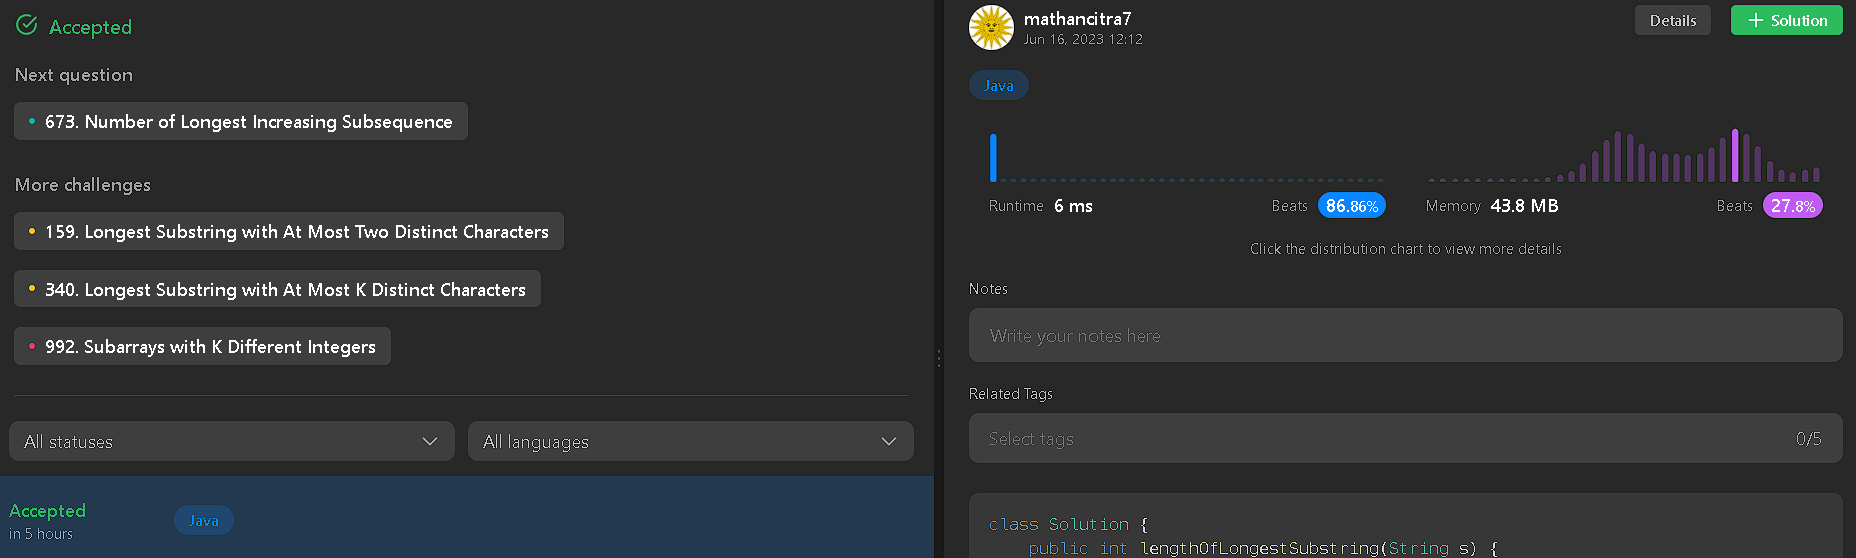 Accepted
Next question
673. Number of Longest Increasing Subsequence
More challenges
159. Longest Substring with At Most Two Distinct Characters
340. Longest Substring with At Most K Distinct Characters
992. Subarrays with K Different Integers
All statuses
All languages
Accepted
in 5 hours
Java
mathancitra7
Jun 16, 2023 12:12
Details
+ Solution
Java
Runtime 6 ms
Beats 86.86%
Memory 43.8 MB
Beats 27.8%
Click the distribution chart to view more details
Notes
Write your notes here
Related Tags
Select tags
0/5
class Solution {
public int lengthOfLongestSubstring(String s) {